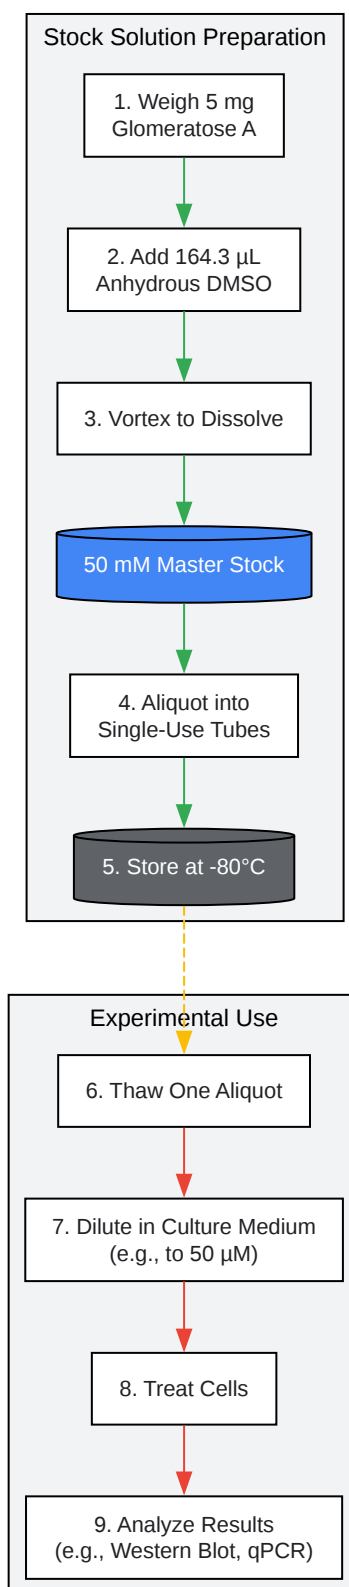 Stock Solution Preparation
1. Weigh 5 mg
Glomeratose A
2. Add 164.3 µL
Anhydrous DMSO
3. Vortex to Dissolve
50 mM Master Stock
4. Aliquot into
Single-Use Tubes
5. Store at -80°C
Experimental Use
6. Thaw One Aliquot
7. Dilute in Culture Medium
(e.g., to 50 µM)
8. Treat Cells
9. Analyze Results
(e.g., Western Blot, qPCR)